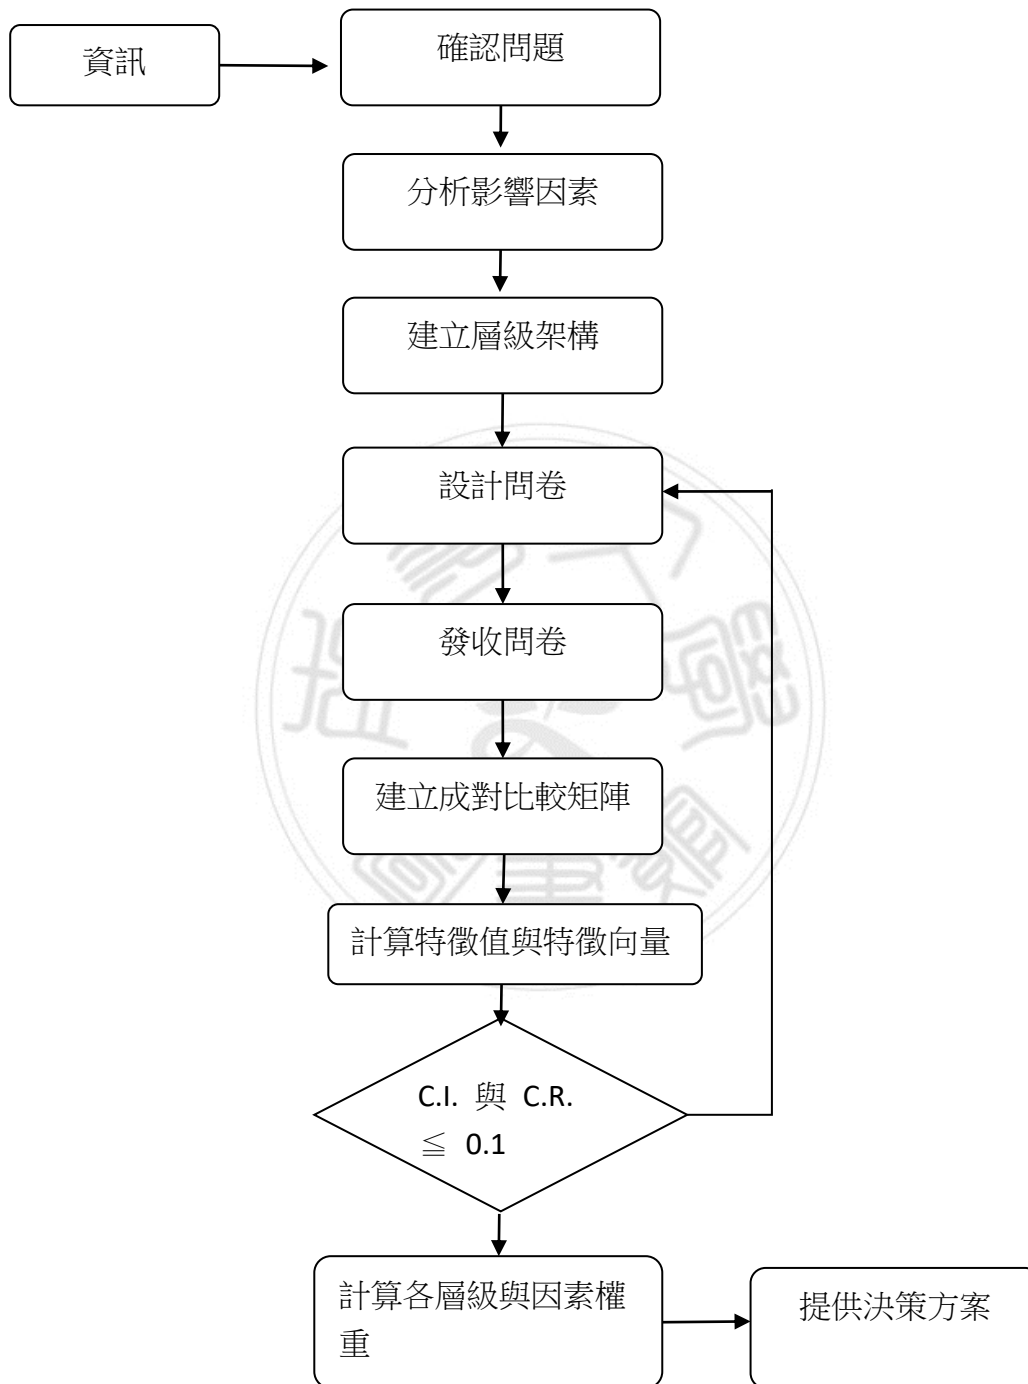 資訊
確認問題
分析影響因素
建立層級架構
設計問卷
發收問卷
建立成對比較矩陣
計算特徵值與特徵向量
C.I. 與 C.R.
≦ 0.1
計算各層級與因素權
重
提供決策方案